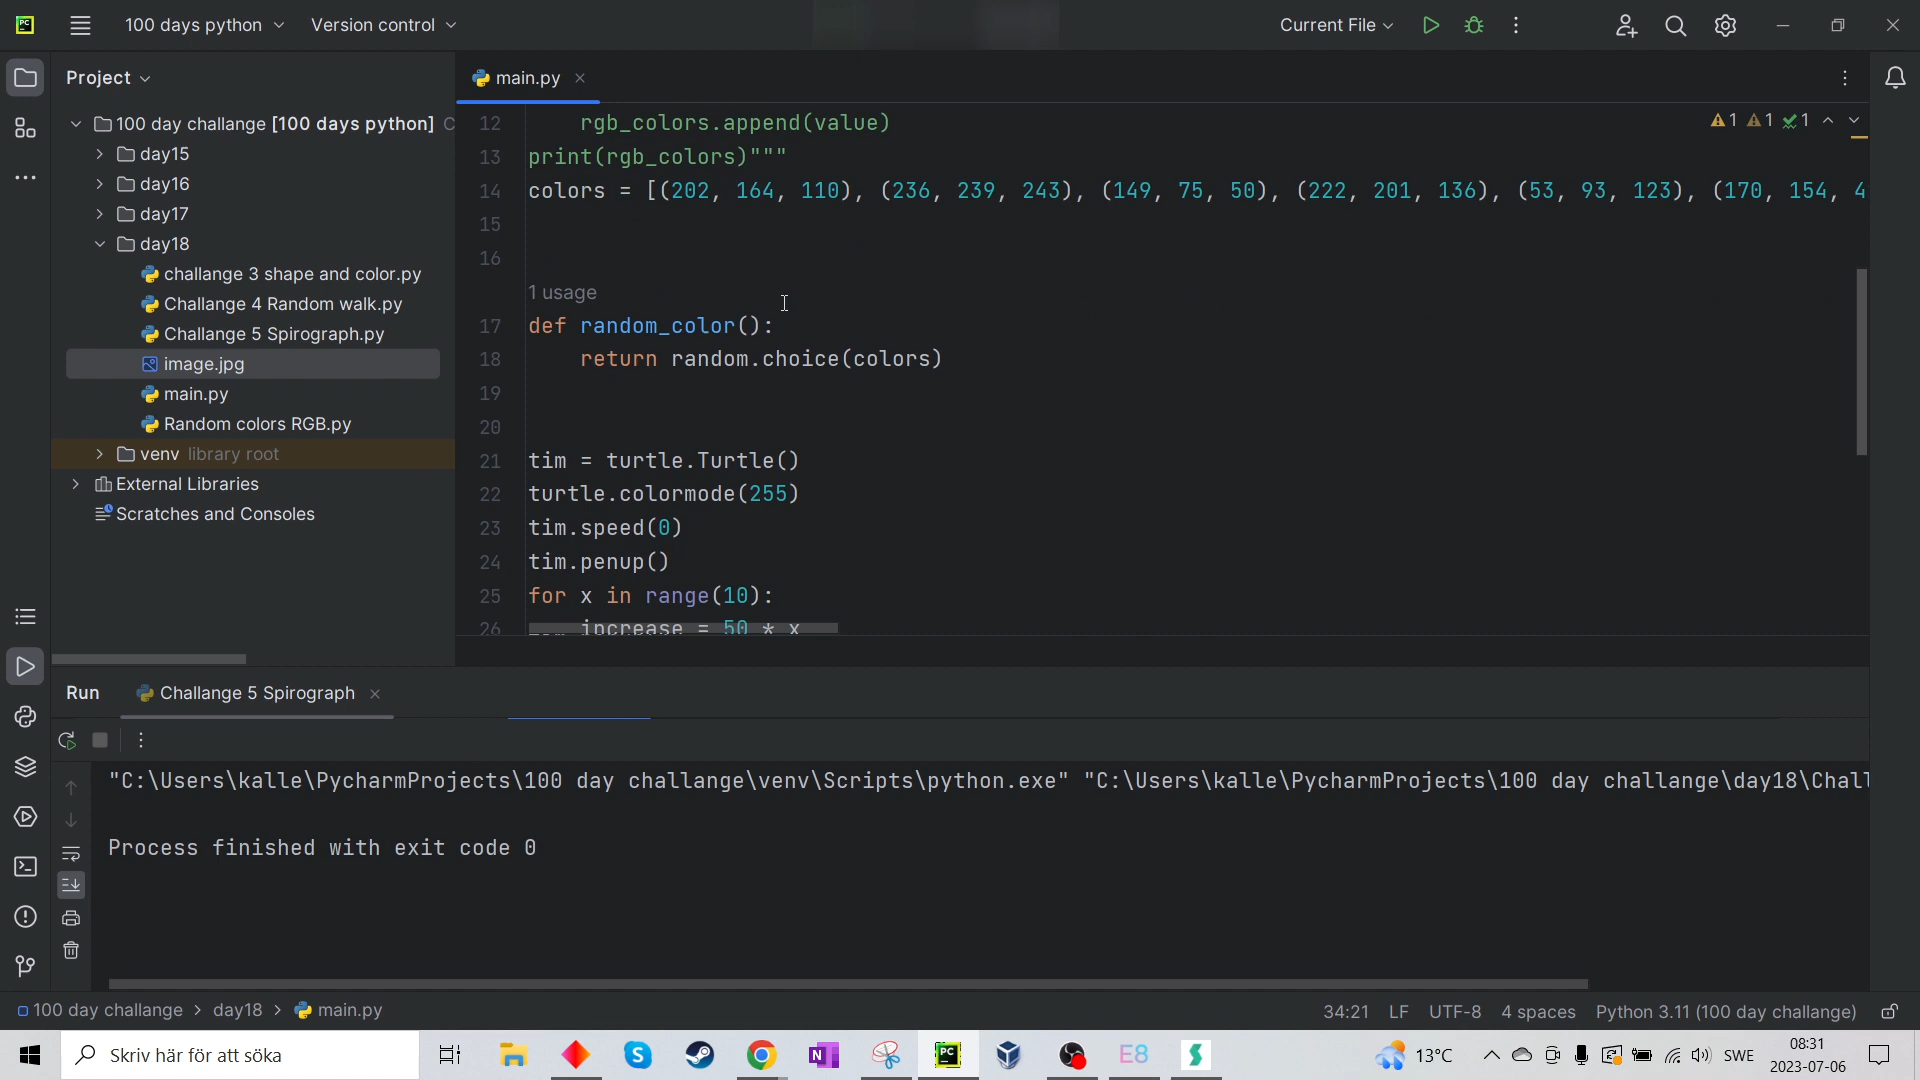 100 days python
Version control
Current File
Project
100 day challange [100 days python] C
day15
day16
day17
day18
challange 3 shape and color.py
Challange 4 Random walk.py
Challange 5 Spirograph.py
image.jpg
main.py
Random colors RGB.py
venv library root
External Libraries
Scratches and Consoles
main.py
1 1 1
12 rgb_colors.append(value)
13 print(rgb_colors)"""
14 colors = [(202, 164, 110), (236, 239, 243), (149, 75, 50), (222, 201, 136), (53, 93, 123), (170, 154, 4
15
16
1 usage
17 def random_color():
18 return random.choice(colors)
19
20
21 tim = turtle.Turtle()
22 turtle.colormode(255)
23 tim.speed(0)
24 tim.penup()
25 for x in range(10):
26 increase = 50 * x
Run Challange 5 Spirograph
"C:\Users\kalle\PycharmProjects\100 day challange\venv\Scripts\python.exe" "C:\Users\kalle\PycharmProjects\100 day challange\day18\Chall
Process finished with exit code 0
100 day challange > day18 > main.py
34:21 LF UTF-8 4 spaces Python 3.11 (100 day challange)
Skriv här för att söka
13°C
SWE
08:31
2023-07-06